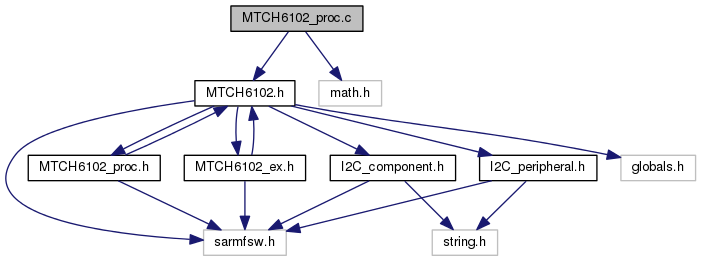 MTCH6102_proc.c
MTCH6102.h
math.h
MTCH6102_proc.h
MTCH6102_ex.h
I2C_component.h
I2C_peripheral.h
globals.h
sarmfsw.h
string.h